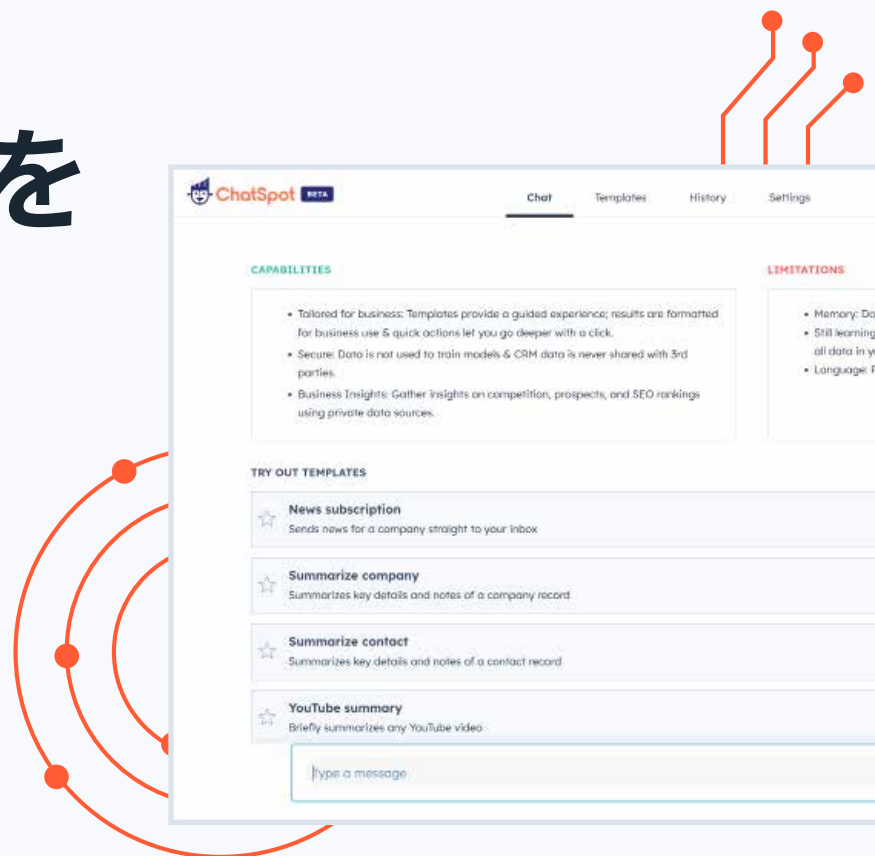 を
ChatSpot BETA
Chat Templates History Settings
CAPABILITIES
• Tailored for business: Templates provide a guided experience; results are formatted
for business use & quick actions let you go deeper with a click.
• Secure: Data is not used to train models & CRM data is never shared with 3rd
parties.
• Business Insights: Gather insights on competition, prospects, and SEO rankings
using private data sources.
LIMITATIONS
• Memory:
• Still learning
all data in
• Language:
TRY OUT TEMPLATES
News subscription
Sends news for a company straight to your inbox
Summarize company
Summarizes key details and notes of a company record
Summarize contact
Summarizes key details and notes of a contact record
YouTube summary
Briefly summarizes any YouTube video
Type a message